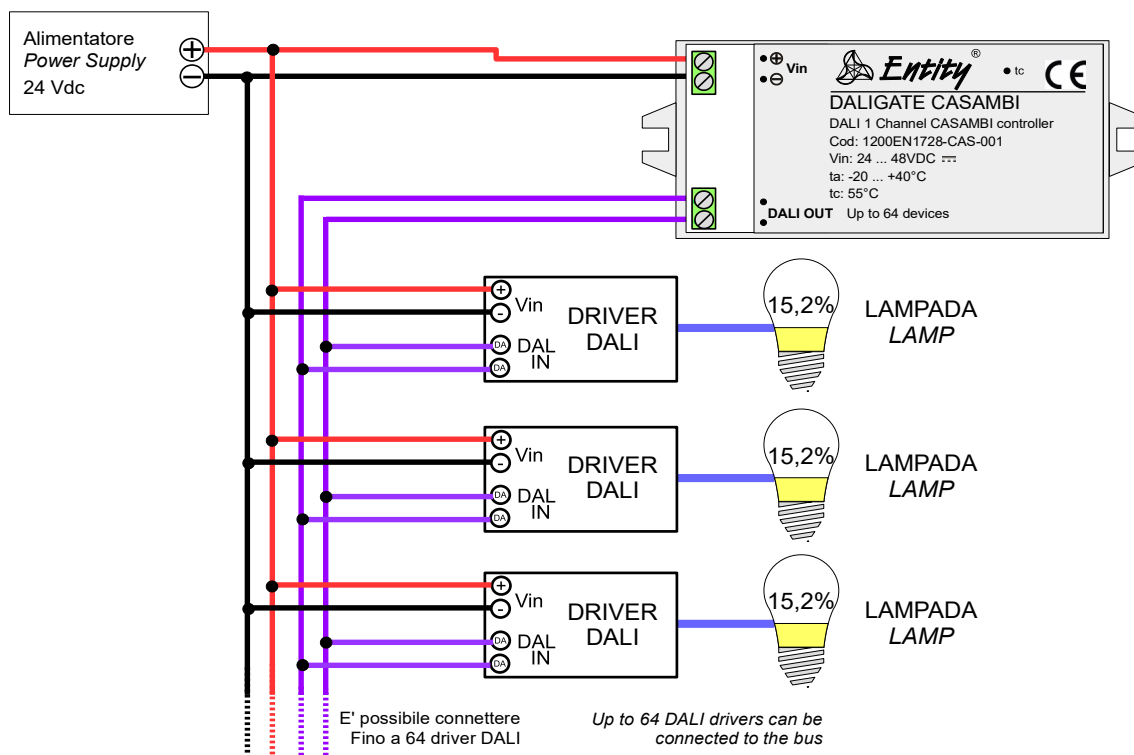 Alimentatore
Power Supply
24 Vdc
+
−
⊕ Vin
⊖
Entity®
tc
CE
DALIGATE CASAMBI
DALI 1 Channel CASAMBI controller
Cod: 1200EN1728-CAS-001
Vin: 24 ... 48VDC ⎓
ta: -20 ... +40°C
tc: 55°C
DALI OUT Up to 64 devices
+
Vin
-
DA DAL
DA IN
DRIVER
DALI
15,2%
LAMPADA
LAMP
+
Vin
-
DA DAL
DA IN
DRIVER
DALI
15,2%
LAMPADA
LAMP
+
Vin
-
DA DAL
DA IN
DRIVER
DALI
15,2%
LAMPADA
LAMP
E' possibile connettere
Fino a 64 driver DALI
Up to 64 DALI drivers can be
connected to the bus